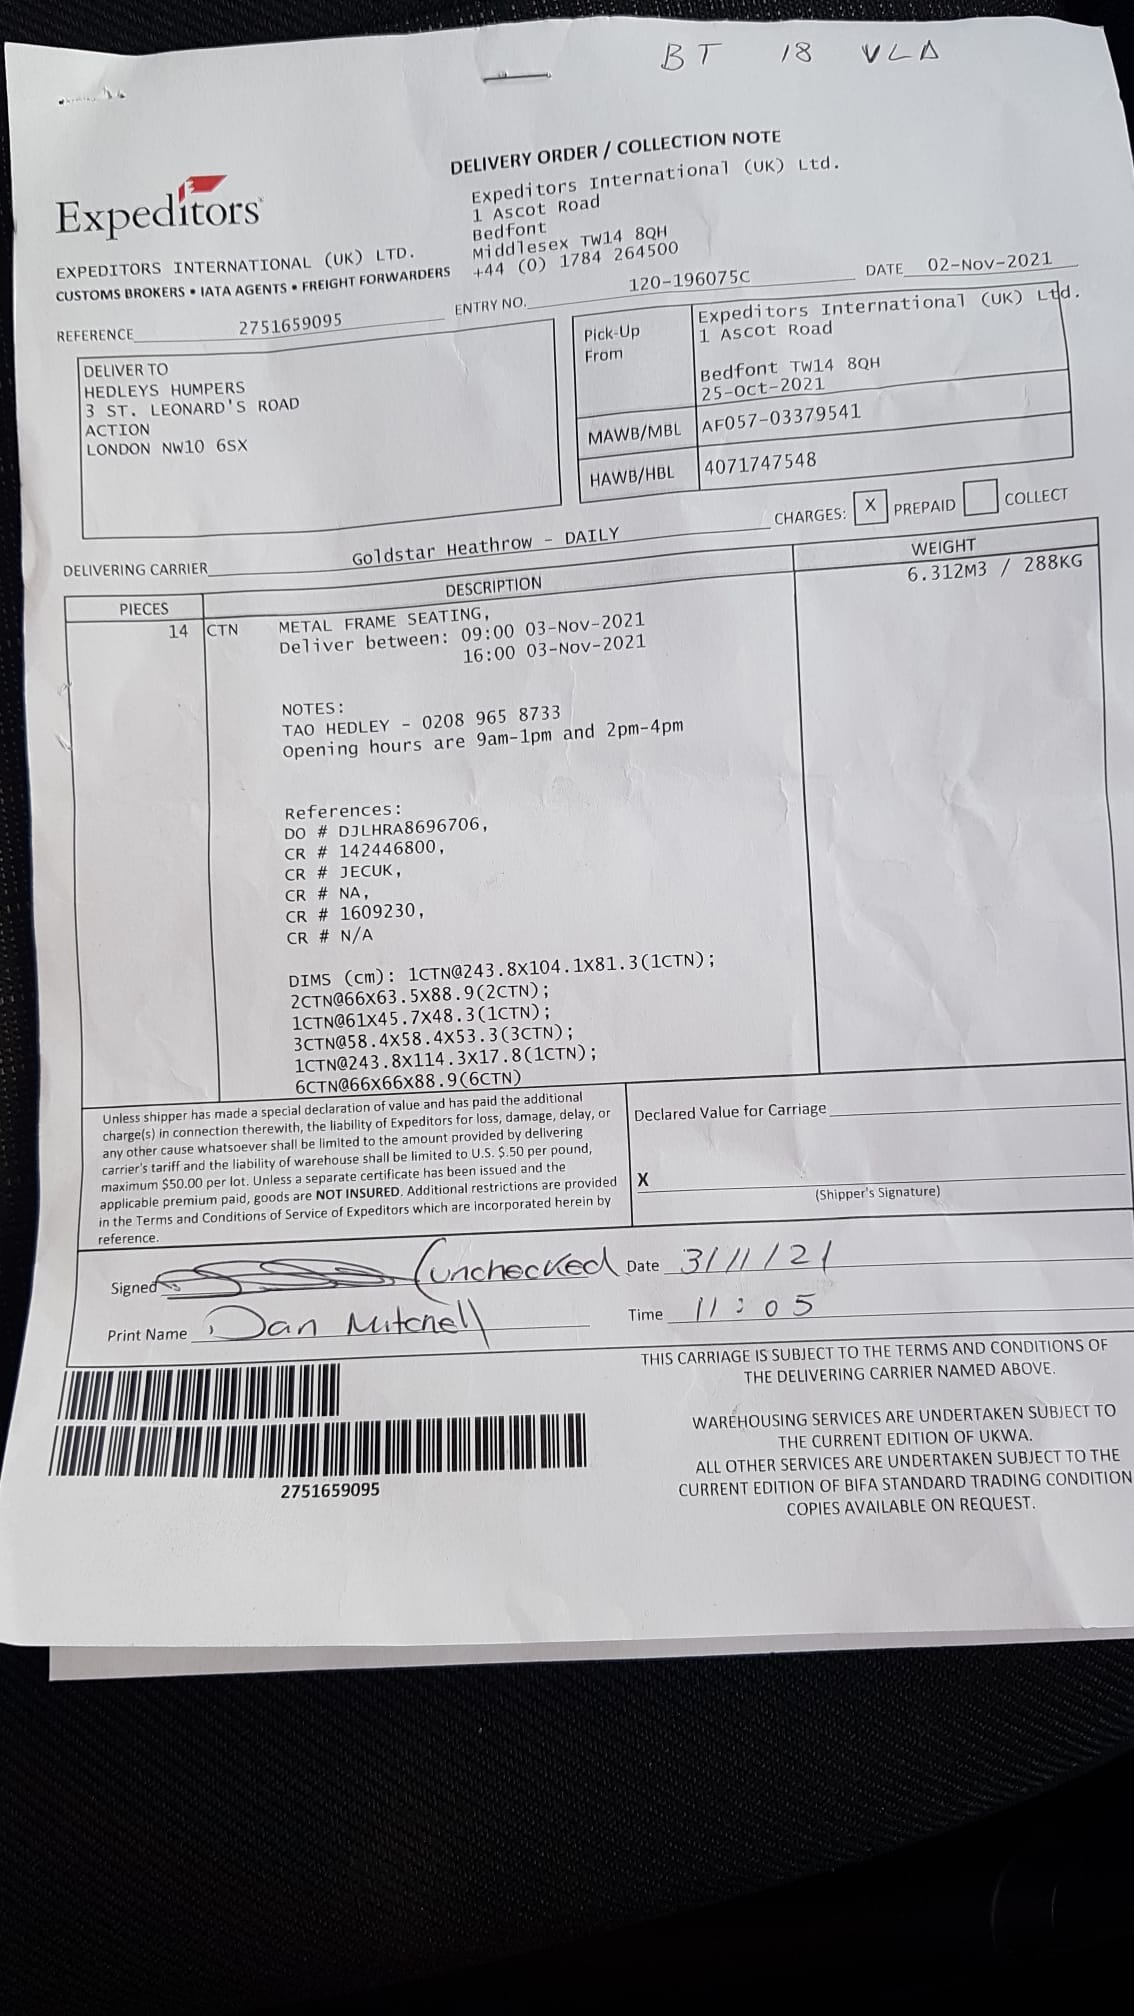 BT 18 VLA
DELIVERY ORDER / COLLECTION NOTE
Expeditors International (UK) Ltd.
1 Ascot Road
Bedfont
Middlesex TW14 8QH
+44 (0) 1784 264500
Expeditors
EXPEDITORS INTERNATIONAL (UK) LTD.
CUSTOMS BROKERS • IATA AGENTS • FREIGHT FORWARDERS
REFERENCE 2751659095
ENTRY NO. 120-196075C
DATE 02-Nov-2021
DELIVER TO
HEDLEYS HUMPERS
3 ST. LEONARD'S ROAD
ACTION
LONDON NW10 6SX
Pick-Up From
Expeditors International (UK) Ltd.
1 Ascot Road
Bedfont TW14 8QH
25-Oct-2021
MAWB/MBL AF057-03379541
HAWB/HBL 4071747548
CHARGES: X PREPAID COLLECT
DELIVERING CARRIER Goldstar Heathrow - DAILY
PIECES DESCRIPTION WEIGHT
14 CTN METAL FRAME SEATING, 6.312M3 / 288KG
Deliver between: 09:00 03-Nov-2021
16:00 03-Nov-2021
NOTES:
TAO HEDLEY - 0208 965 8733
Opening hours are 9am-1pm and 2pm-4pm
References:
DO # DJLHRA8696706,
CR # 142446800,
CR # JECUK,
CR # NA,
CR # 1609230,
CR # N/A
DIMS (cm): 1CTN@243.8X104.1X81.3(1CTN);
2CTN@66X63.5X88.9(2CTN);
1CTN@61X45.7X48.3(1CTN);
3CTN@58.4X58.4X53.3(3CTN);
1CTN@243.8X114.3X17.8(1CTN);
6CTN@66X66X88.9(6CTN)
Unless shipper has made a special declaration of value and has paid the additional
charge(s) in connection therewith, the liability of Expeditors for loss, damage, delay, or
any other cause whatsoever shall be limited to the amount provided by delivering
carrier's tariff and the liability of warehouse shall be limited to U.S. $.50 per pound,
maximum $50.00 per lot. Unless a separate certificate has been issued and the
applicable premium paid, goods are NOT INSURED. Additional restrictions are provided
in the Terms and Conditions of Service of Expeditors which are incorporated herein by
reference.
Declared Value for Carriage
X
(Shipper's Signature)
Signed (unchecked Date 3/11/21
Print Name Dan Mitchell Time 11:05
THIS CARRIAGE IS SUBJECT TO THE TERMS AND CONDITIONS OF
THE DELIVERING CARRIER NAMED ABOVE.
WAREHOUSING SERVICES ARE UNDERTAKEN SUBJECT TO
THE CURRENT EDITION OF UKWA.
ALL OTHER SERVICES ARE UNDERTAKEN SUBJECT TO THE
CURRENT EDITION OF BIFA STANDARD TRADING CONDITION
COPIES AVAILABLE ON REQUEST.
2751659095